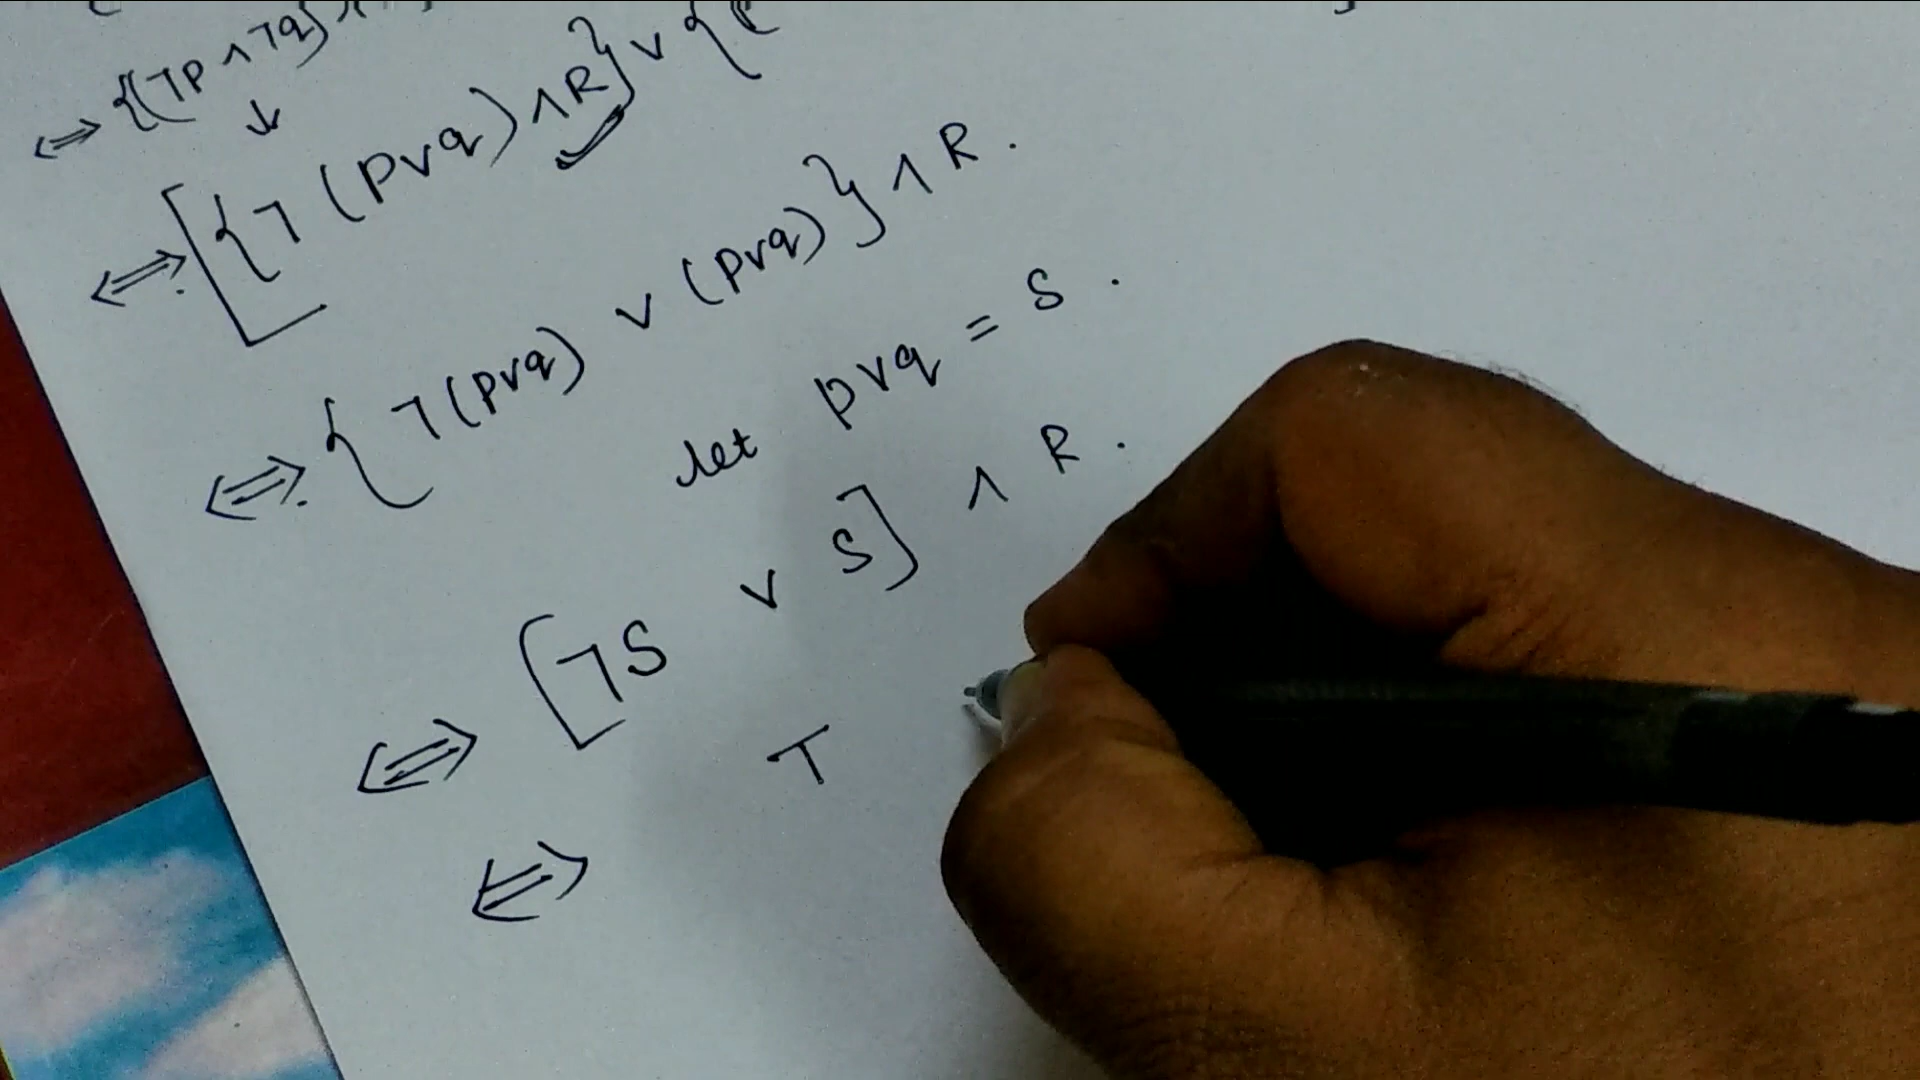 ⇔ {(¬P ∧ ¬q)
↓
⇔ [{¬(P∨q) ∧ R} ∨ {
⇔ {¬(P∨q) ∨ (P∨q)} ∧ R.
let p∨q = S.
⇔ [¬S ∨ S] ∧ R.
⇔ T